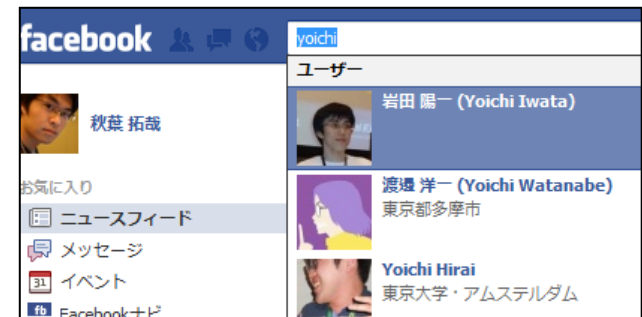 facebook
yoichi
ユーザー
秋葉 拓哉
お気に入り
ニュースフィード
メッセージ
31 イベント
fb Facebookナビ
岩田 陽一 (Yoichi Iwata)
渡邉 洋一 (Yoichi Watanabe)
東京都多摩市
Yoichi Hirai
東京大学・アムステルダム